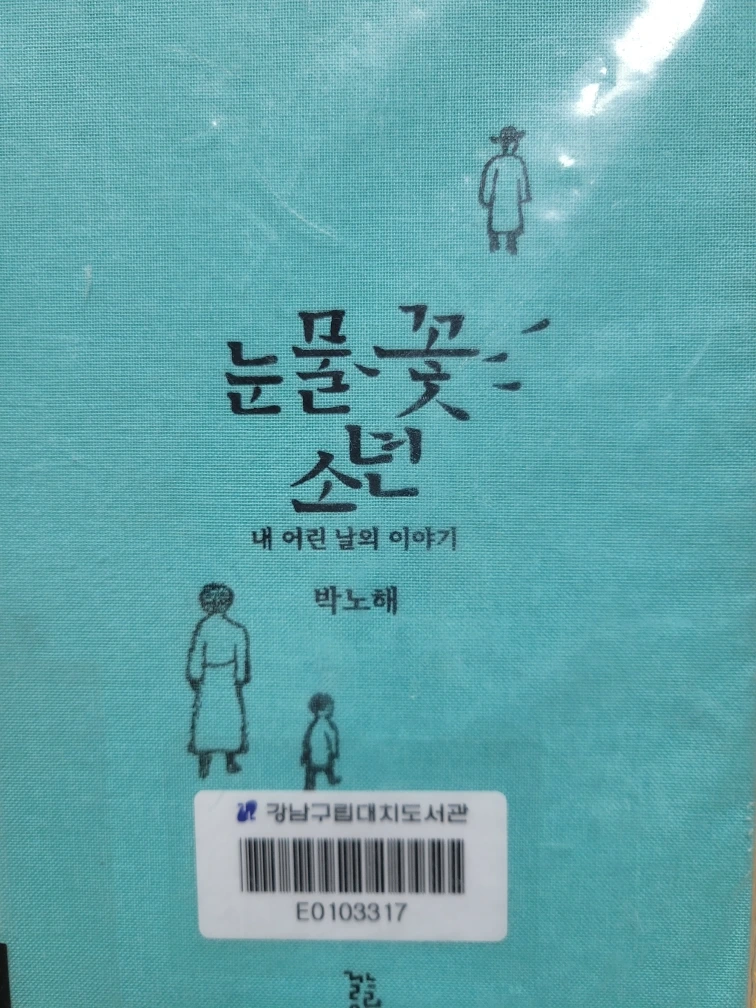 눈물꽃
소년
내 어린 날의 이야기
박노해
강남구립대치도서관
E0103317